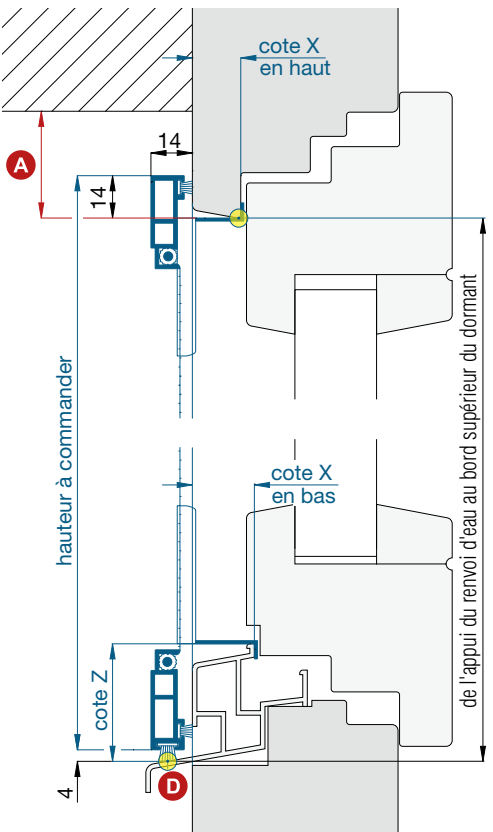 cote X
en haut
14
A
14
hauteur à commander
de l'appui du renvoi d'eau au bord supérieur du dormant
cote X
en bas
cote Z
4
D